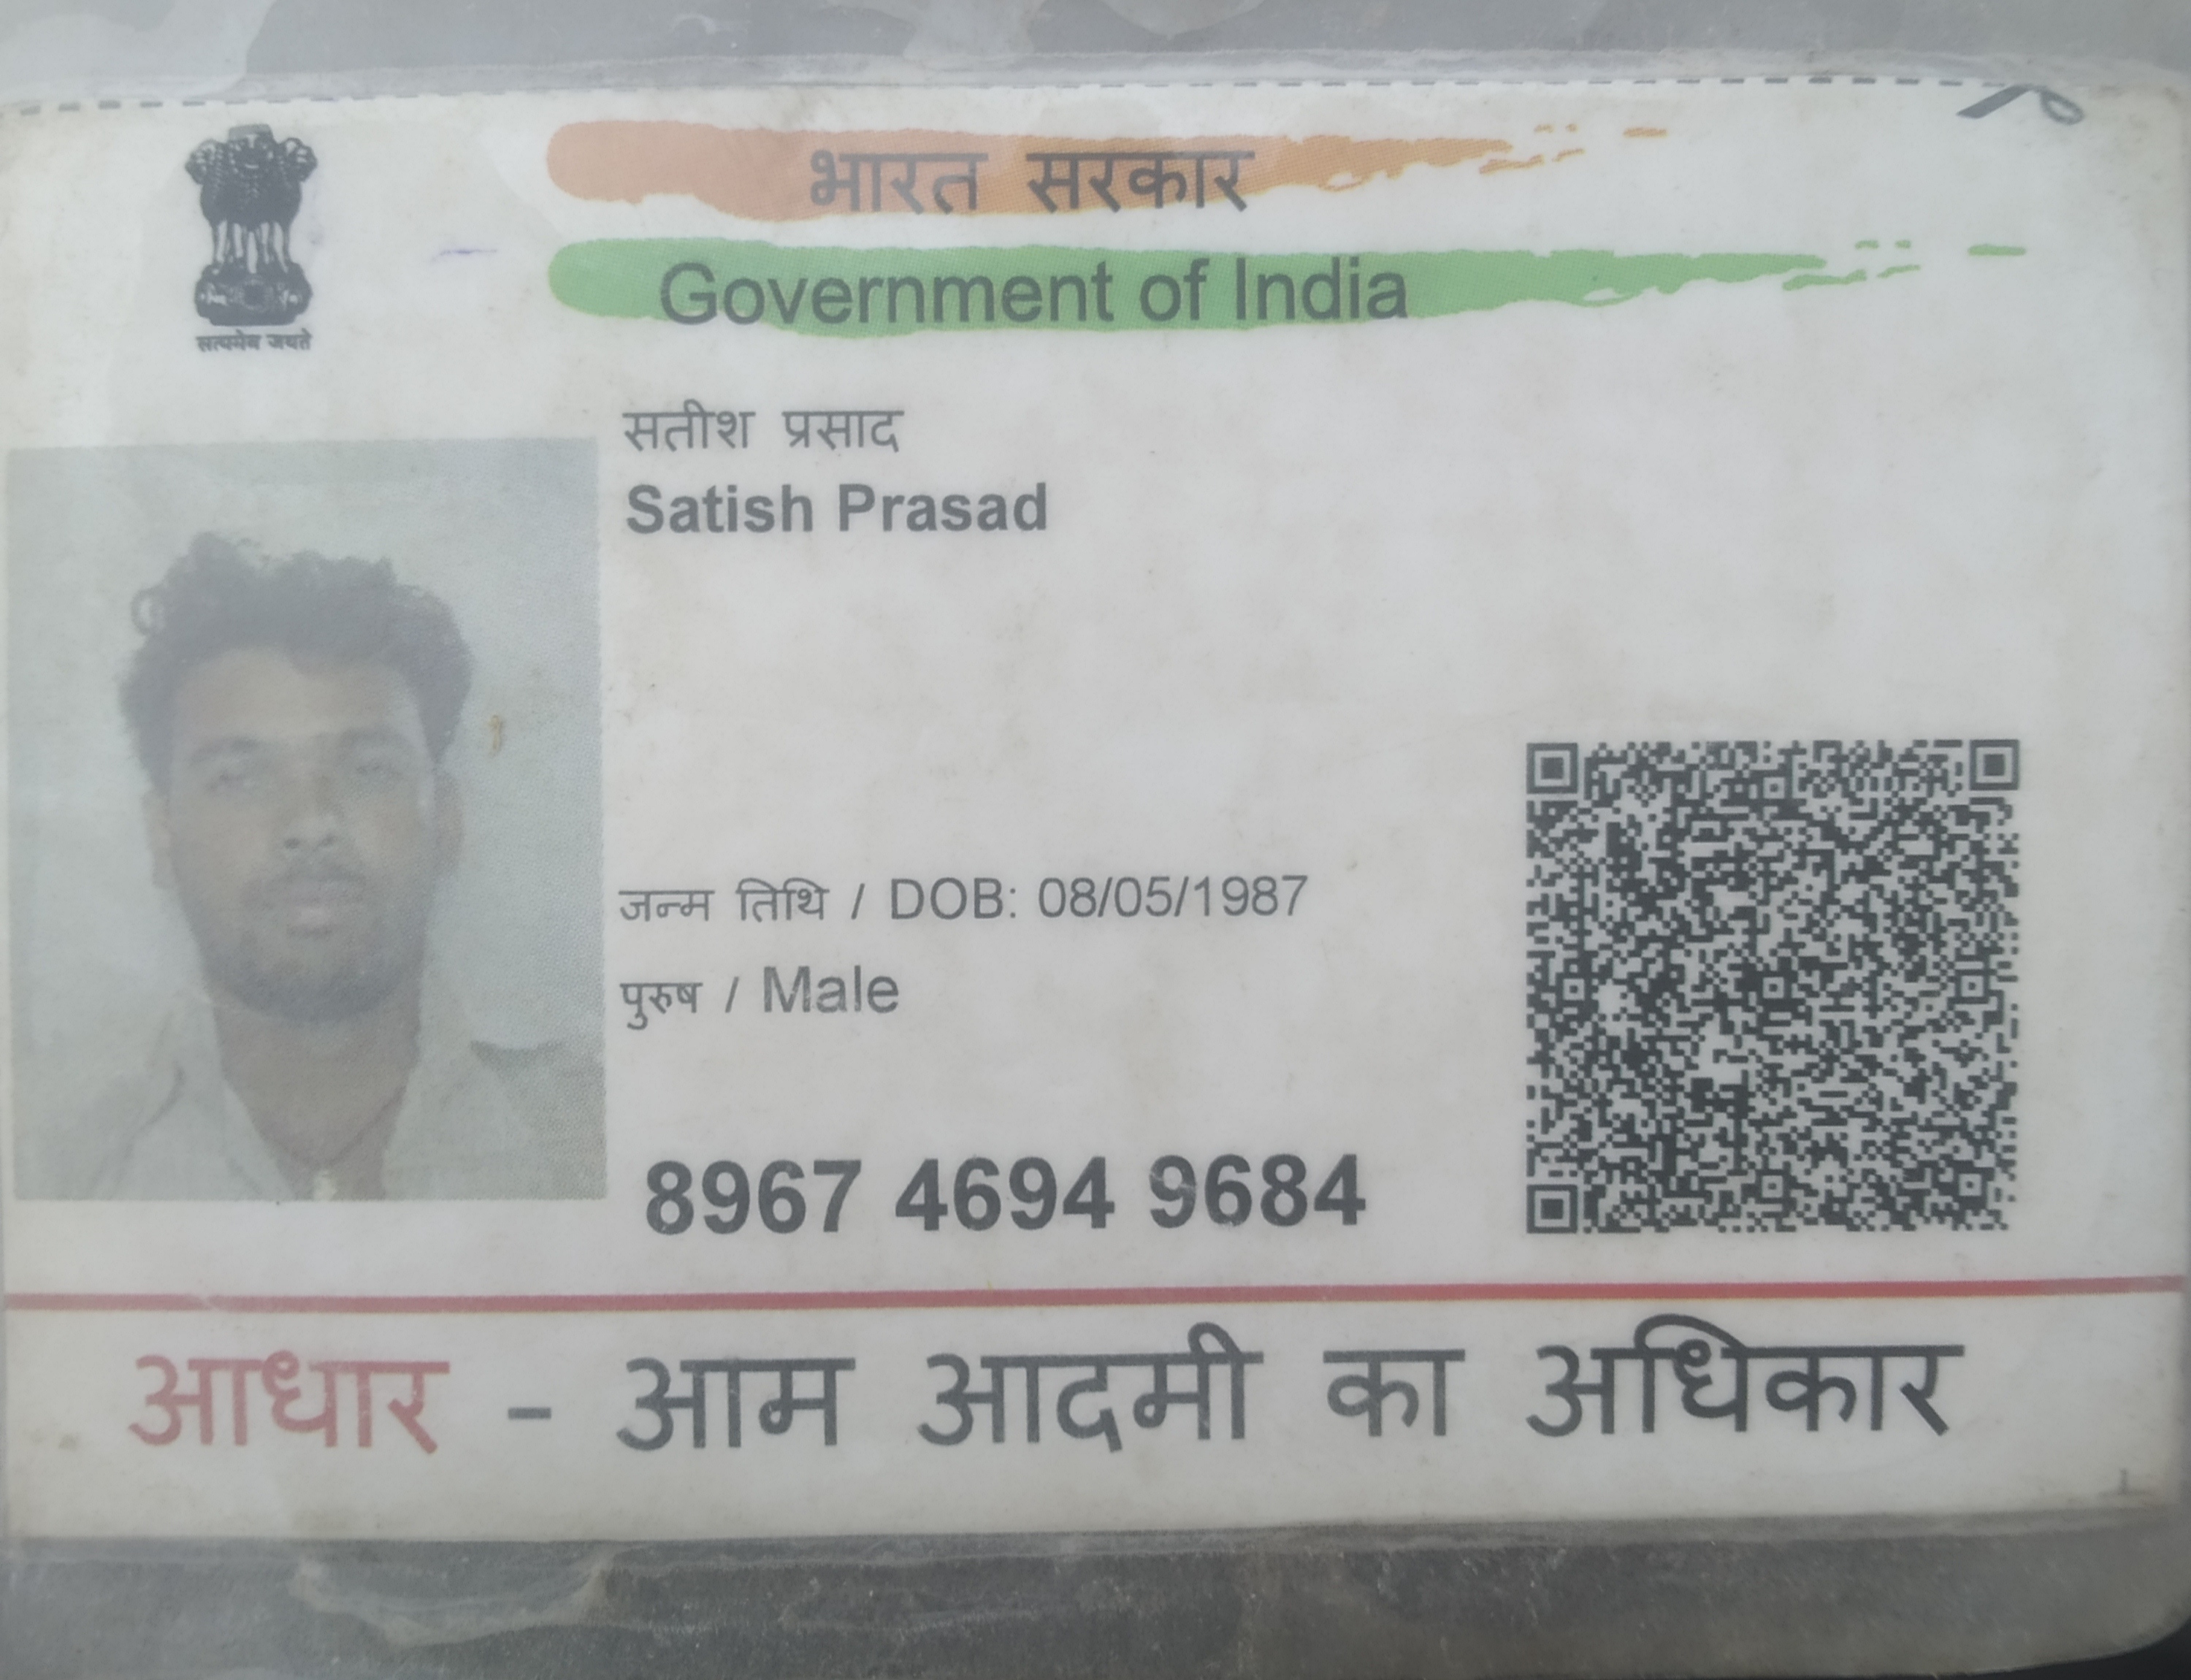 भारत सरकार
Government of India
सत्यमेव जयते
सतीश प्रसाद
Satish Prasad
जन्म तिथि / DOB: 08/05/1987
पुरुष / Male
8967 4694 9684
आधार - आम आदमी का अधिकार